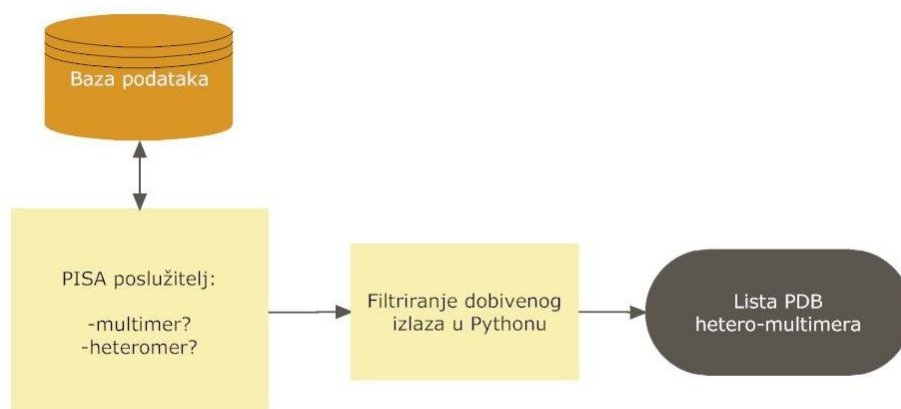 Baza podataka
PISA poslužitelj:
-multimer?
-heteromer?
Filtriranje dobivenog
izlaza u Pythonu
Lista PDB
hetero-multimera